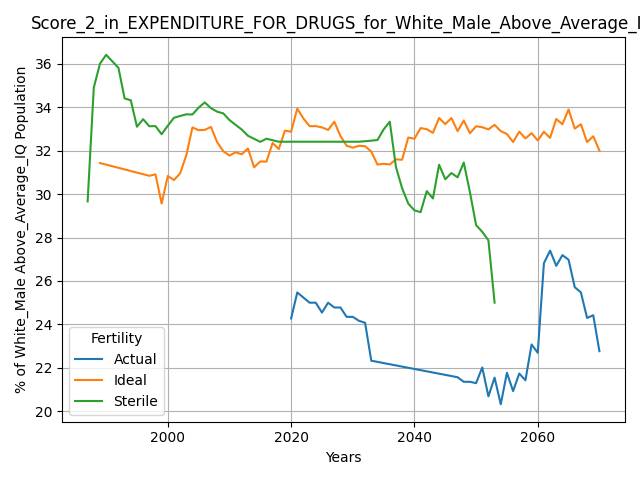 Score_2_in_EXPENDITURE_FOR_DRUGS_for_White_Male_Above_Average_I
% of White_Male Above_Average_IQ Population
36
34
32
30
28
26
24
22
20
Fertility
Actual
Ideal
Sterile
2000 2020 2040 2060
Years